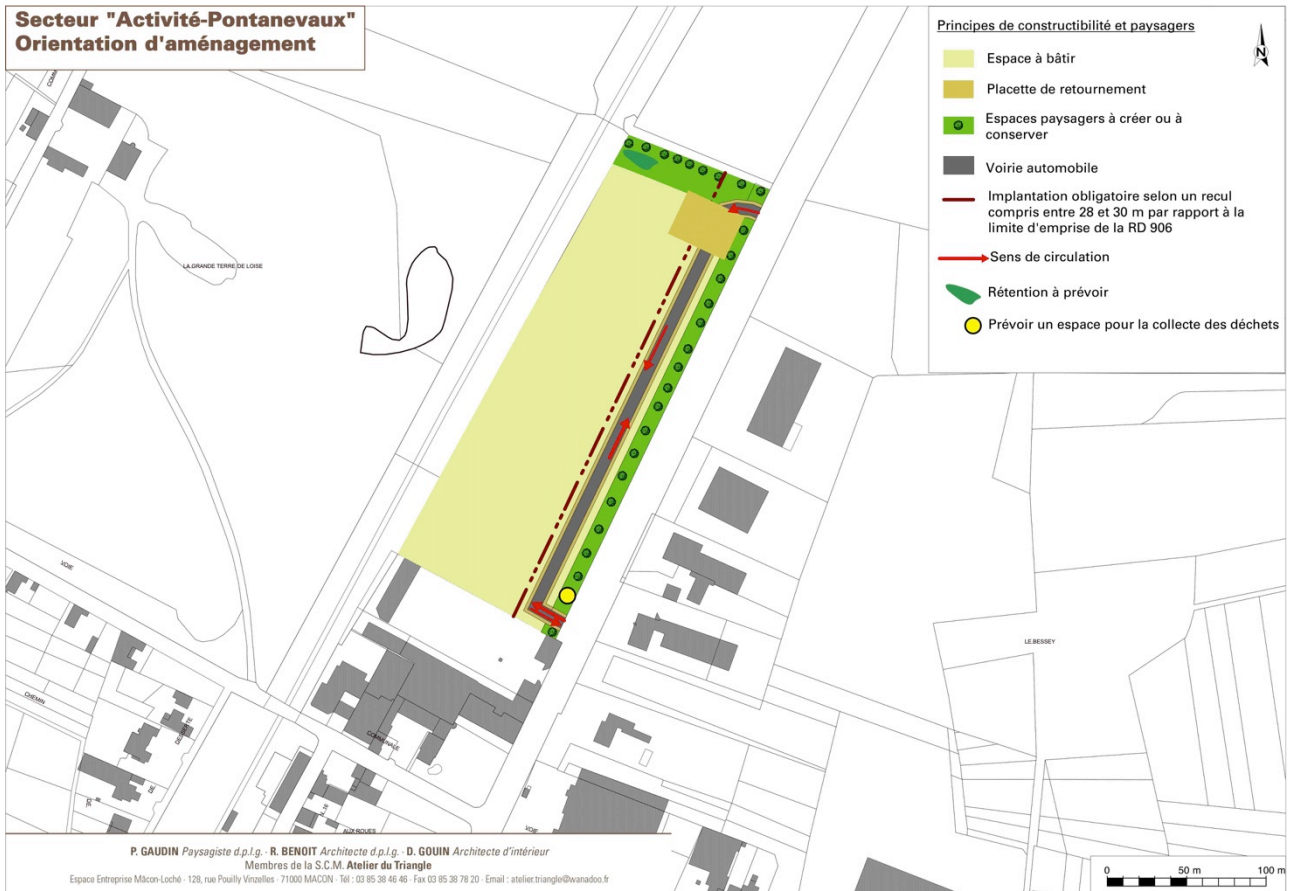 Secteur "Activité-Pontanevaux"
Orientation d'aménagement
Principes de constructibilité et paysagers
N
Espace à bâtir
Placette de retournement
Espaces paysagers à créer ou à
conserver
Voirie automobile
Implantation obligatoire selon un recul
compris entre 28 et 30 m par rapport à la
limite d'emprise de la RD 906
Sens de circulation
Rétention à prévoir
Prévoir un espace pour la collecte des déchets
LA GRANDE TERRE DE LOISE
VOIE
LE BESSEY
CHEMIN
DESSERTE
DE
COMMUNALE
AUX ROUES
VOIE
P. GAUDIN Paysagiste d.p.l.g. - R. BENOIT Architecte d.p.l.g. - D. GOUIN Architecte d'intérieur
Membres de la S.C.M. Atelier du Triangle
Espace Entreprise Mâcon-Loché - 128, rue Pouilly Vinzelles - 71000 MACON - Tél : 03 85 38 46 46 - Fax 03 85 38 78 20 - Email : atelier.triangle@wanadoo.fr
0 50 m 100 m